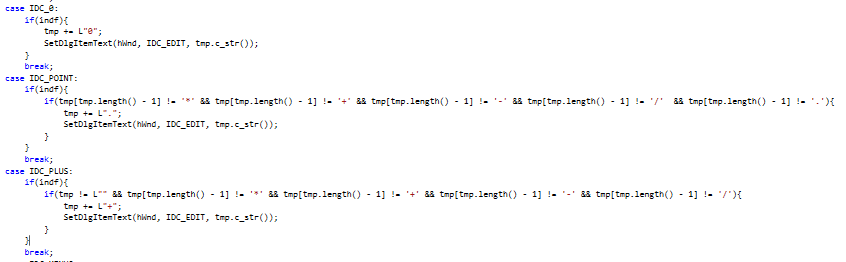 case IDC_0:
if(indf){
tmp += L"0";
SetDlgItemText(hWnd, IDC_EDIT, tmp.c_str());
}
break;
case IDC_POINT:
if(indf){
if(tmp[tmp.length() - 1] != '*' && tmp[tmp.length() - 1] != '+' && tmp[tmp.length() - 1] != '-' && tmp[tmp.length() - 1] != '/' && tmp[tmp.length() - 1] != '.'){
tmp += L".";
SetDlgItemText(hWnd, IDC_EDIT, tmp.c_str());
}
}
break;
case IDC_PLUS:
if(indf){
if(tmp != L"" && tmp[tmp.length() - 1] != '*' && tmp[tmp.length() - 1] != '+' && tmp[tmp.length() - 1] != '-' && tmp[tmp.length() - 1] != '/'){
tmp += L"+";
SetDlgItemText(hWnd, IDC_EDIT, tmp.c_str());
}
}
break;